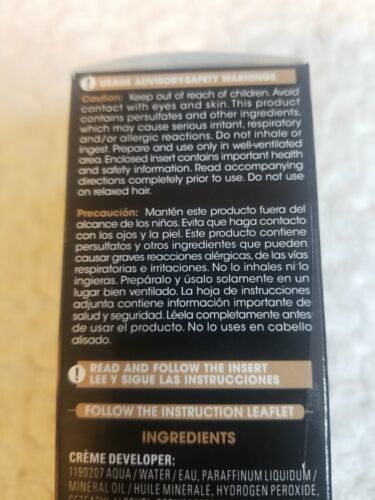 ! USAGE ADVISORY-SAFETY WARNINGS
Caution: Keep out of reach of children. Avoid
contact with eyes and skin. This product
contains persulfates and other ingredients,
which may cause serious irritant, respiratory
and/or allergic reactions. Do not inhale or
ingest. Prepare and use only in well-ventilated
area. Enclosed insert contains important health
and safety information. Read accompanying
directions completely prior to use. Do not use
on relaxed hair.
Precaución: Mantén este producto fuera del
alcance de los niños. Evita que haga contacto
con los ojos y la piel. Este producto contiene
persulfatos y otros ingredientes que pueden
causar graves reacciones alérgicas, de las vías
respiratorias e irritaciones. No lo inhales ni lo
ingieras. Prepáralo y úsalo solamente en un
lugar bien ventilado. La hoja de instrucciones
adjunta contiene información importante de
salud y seguridad. Léela completamente antes
de usar el producto. No lo uses en cabello
alisado.
! READ AND FOLLOW THE INSERT
LEE Y SIGUE LAS INSTRUCCIONES
FOLLOW THE INSTRUCTION LEAFLET
INGREDIENTS
CRÈME DEVELOPER:
1190207 AQUA / WATER / EAU, PARAFFINUM LIQUIDUM /
MINERAL OIL / HUILE MINERALE, HYDROGEN PEROXIDE,